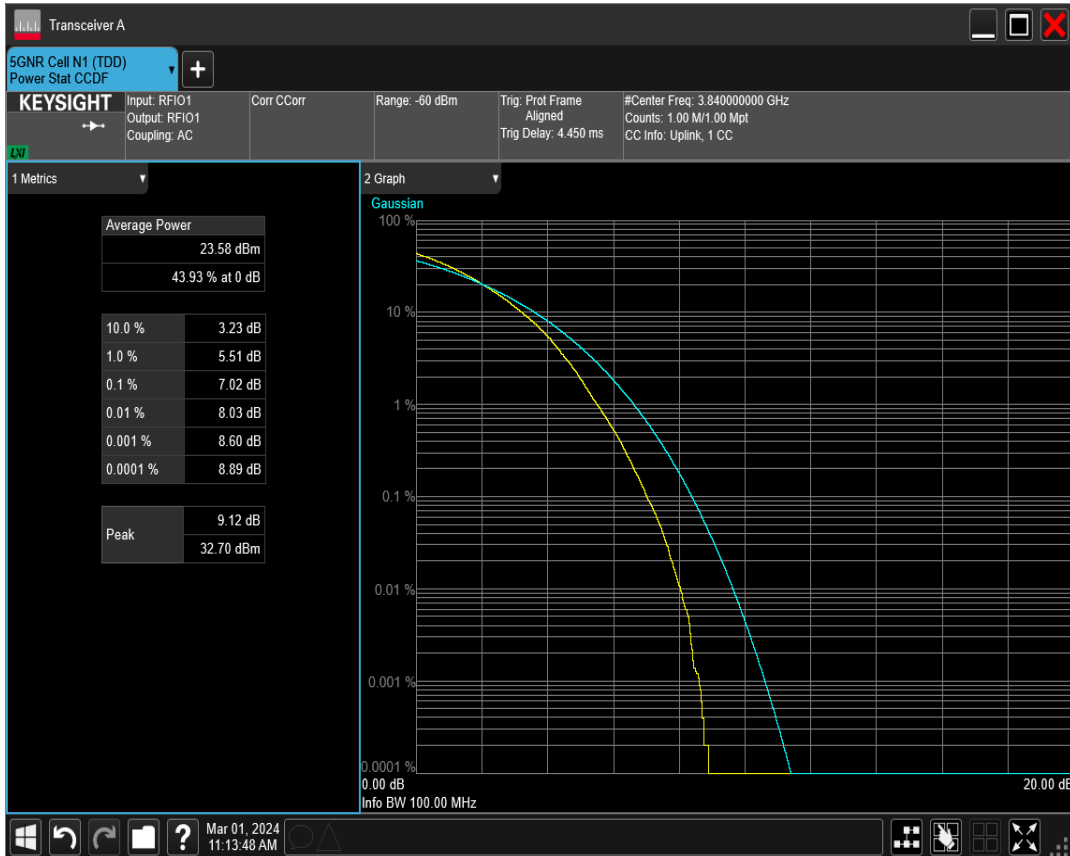 Transceiver A
5GNR Cell N1 (TDD)
Power Stat CCDF
+
KEYSIGHT
LXI
Input: RFIO1
Output: RFIO1
Coupling: AC
Corr CCorr
Range: -60 dBm
Trig: Prot Frame
Aligned
Trig Delay: 4.450 ms
#Center Freq: 3.840000000 GHz
Counts: 1.00 M/1.00 Mpt
CC Info: Uplink, 1 CC
1 Metrics
Average Power
23.58 dBm
43.93 % at 0 dB
10.0 % 3.23 dB
1.0 % 5.51 dB
0.1 % 7.02 dB
0.01 % 8.03 dB
0.001 % 8.60 dB
0.0001 % 8.89 dB
Peak
9.12 dB
32.70 dBm
2 Graph
Gaussian
100 %
10 %
1 %
0.1 %
0.01 %
0.001 %
0.0001 %
0.00 dB 20.00 dB
Info BW 100.00 MHz
?
Mar 01, 2024
11:13:48 AM